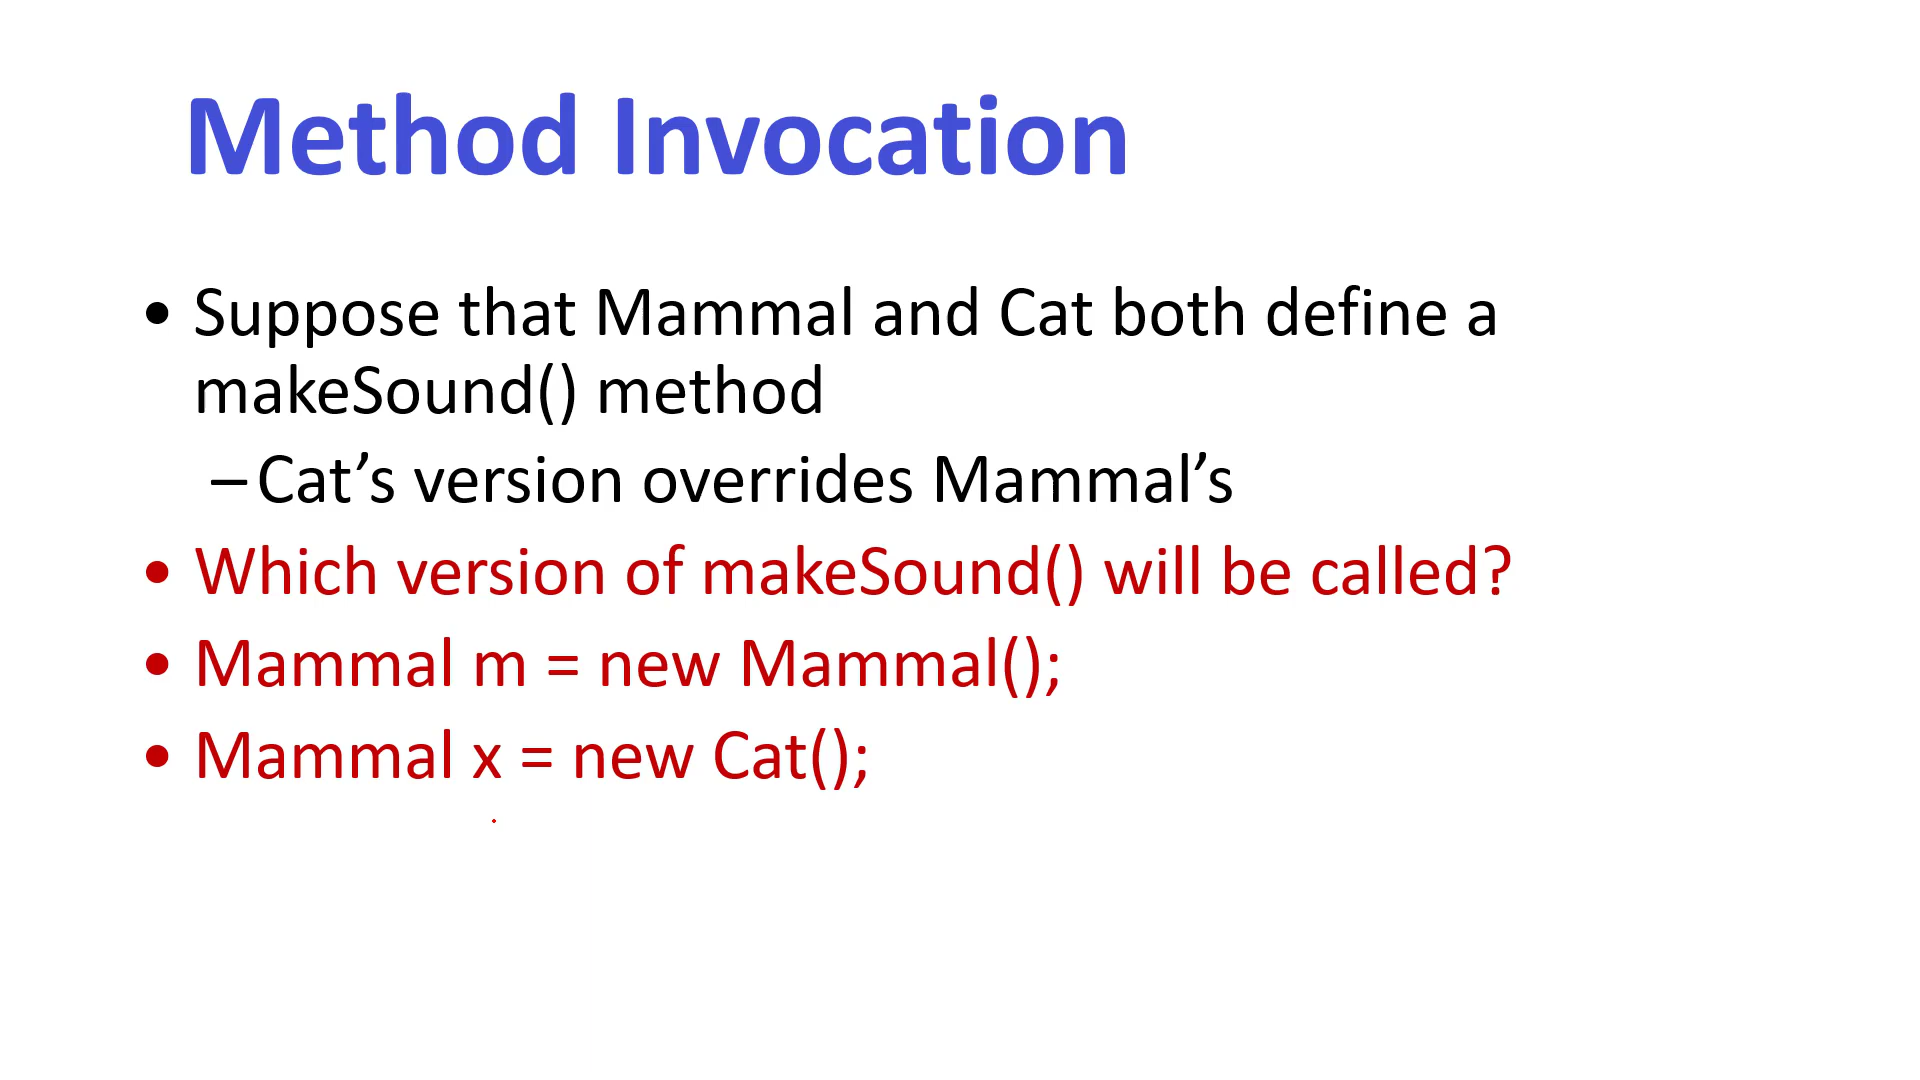 Method Invocation
• Suppose that Mammal and Cat both define a
makeSound() method
– Cat’s version overrides Mammal’s
• Which version of makeSound() will be called?
• Mammal m = new Mammal();
• Mammal x = new Cat();